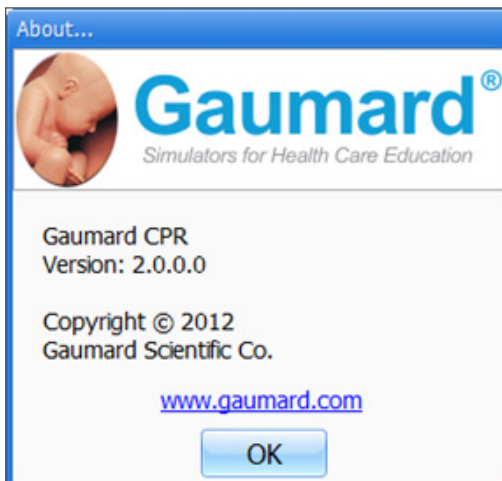 About...
Gaumard®
Simulators for Health Care Education
Gaumard CPR
Version: 2.0.0.0
Copyright © 2012
Gaumard Scientific Co.
www.gaumard.com
OK